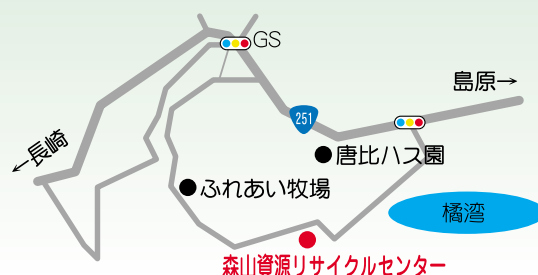 GS
島原→
251
←長崎
唐比ハス園
ふれあい牧場
橘湾
森山資源リサイクルセンター